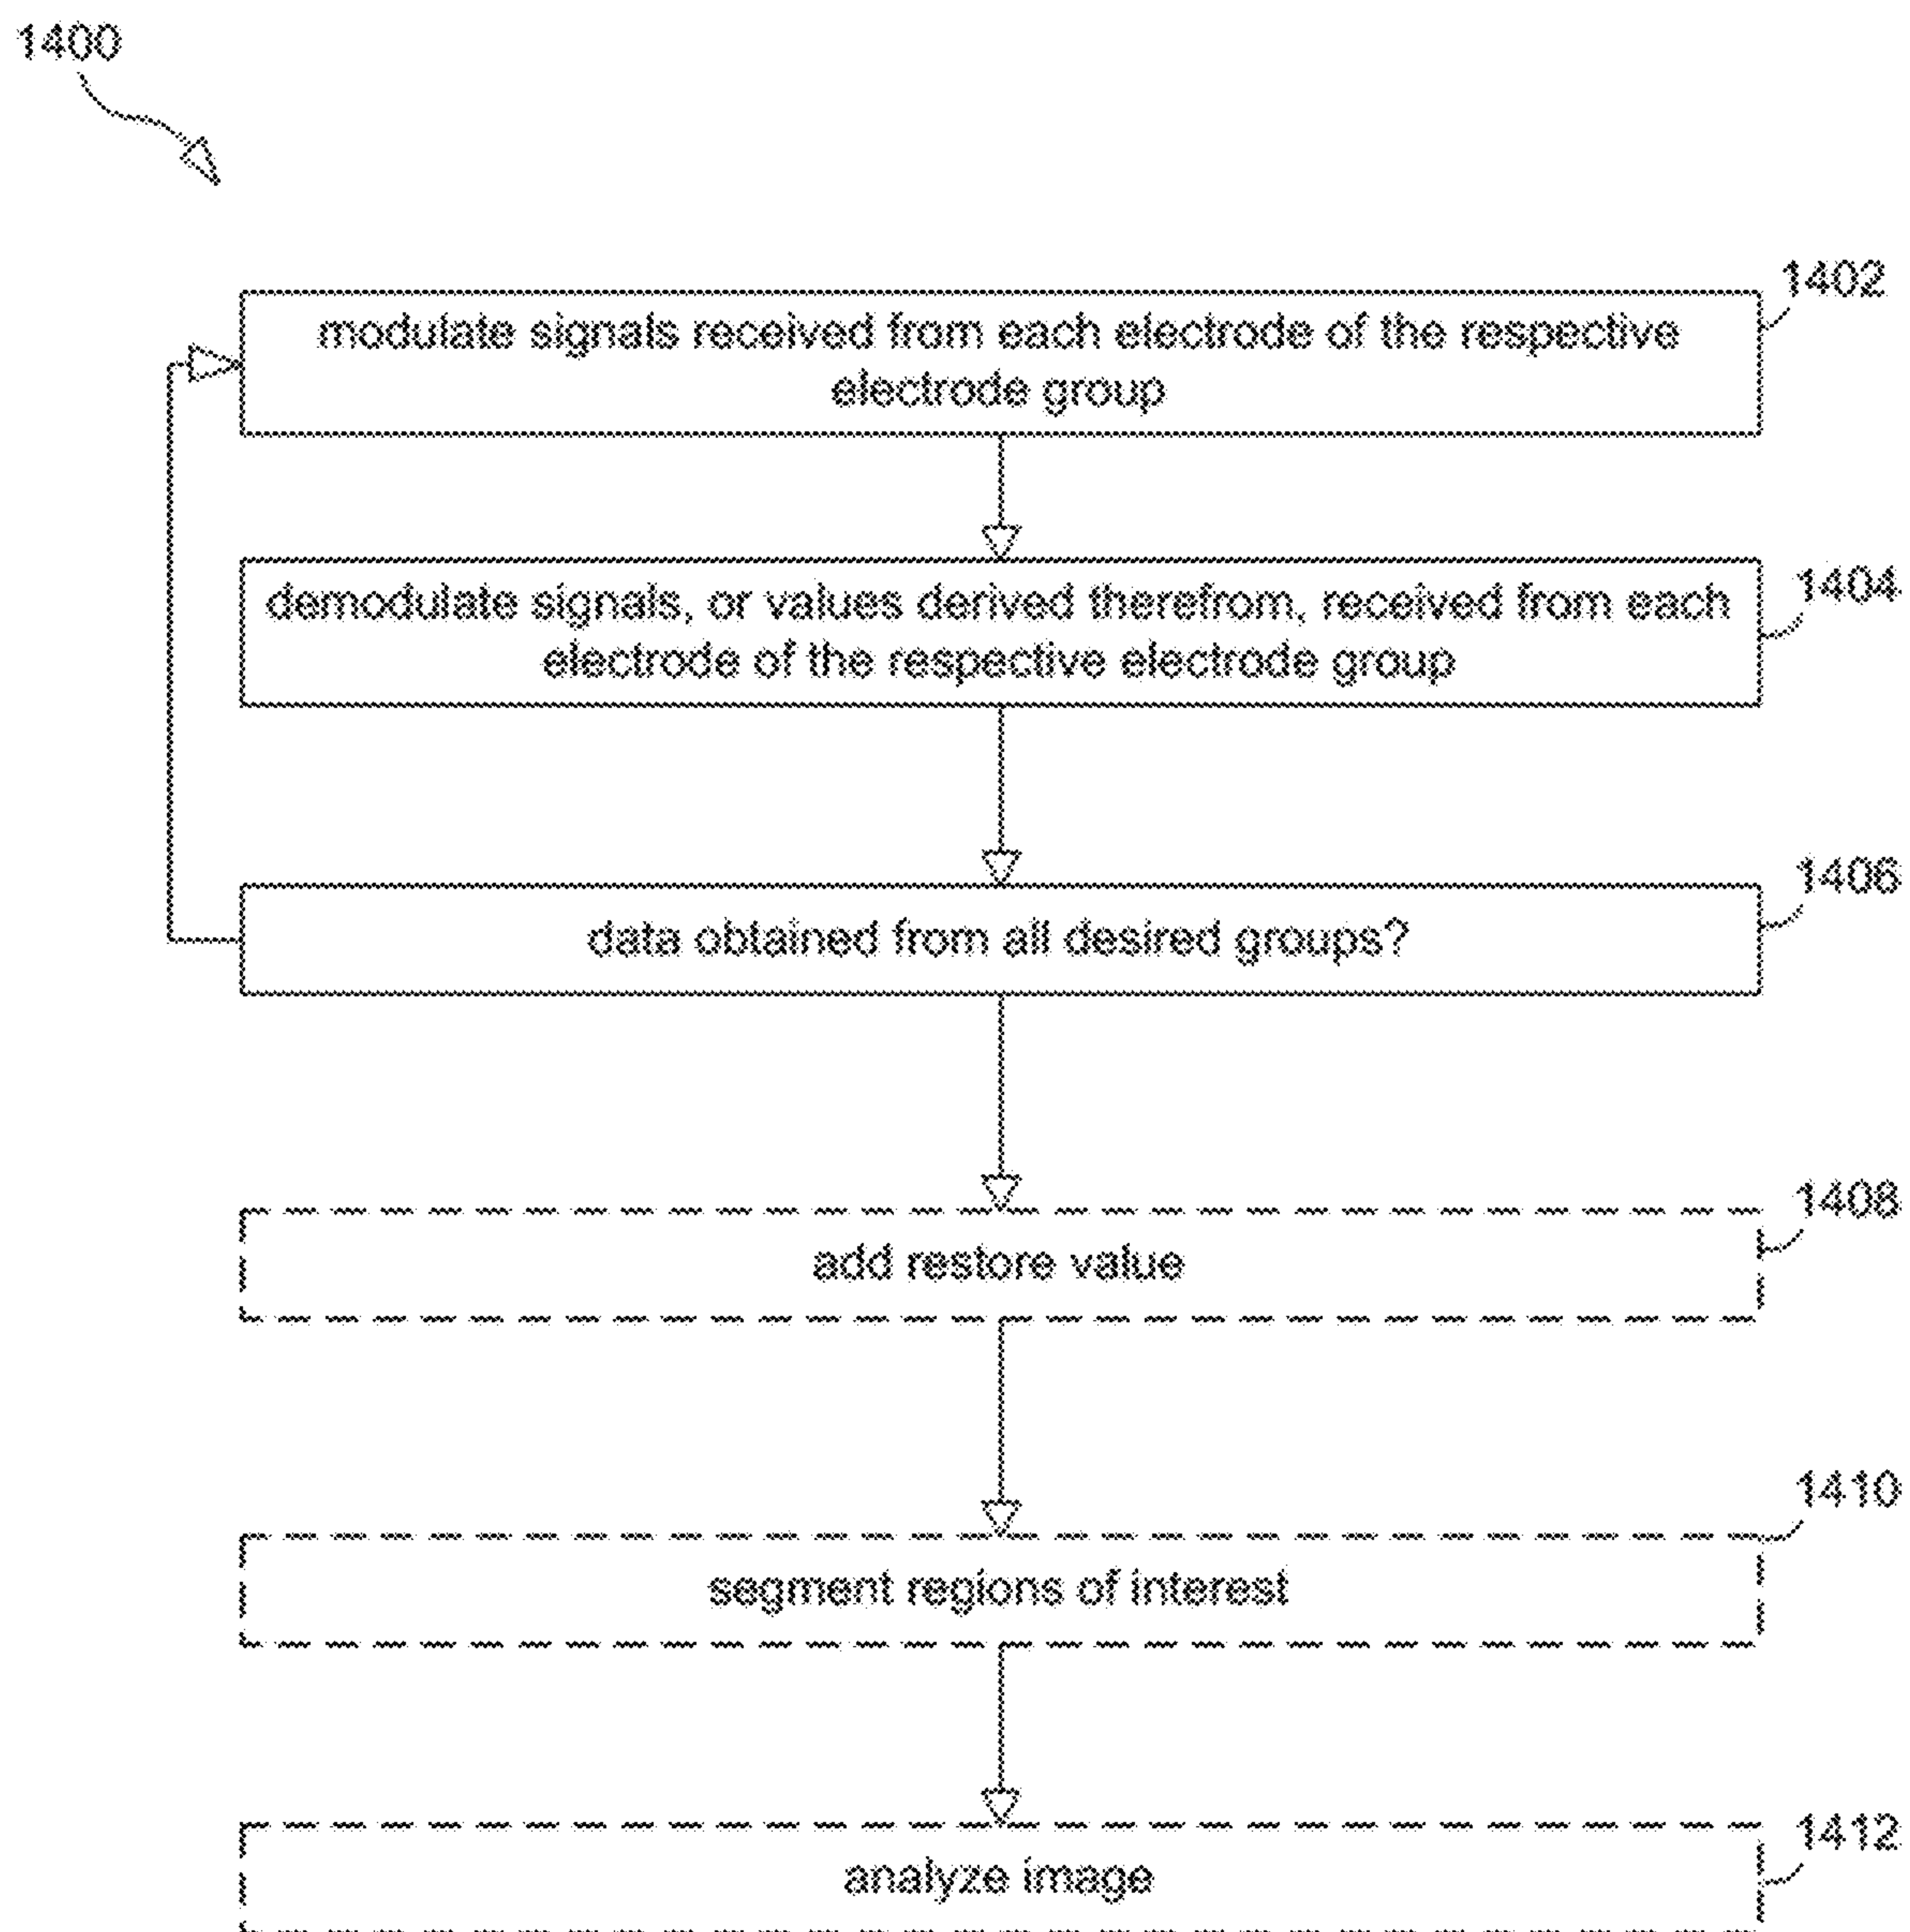 1400
1402
modulate signals received from each electrode of the respective
electrode group
1404
demodulate signals, or values derived therefrom, received from each
electrode of the respective electrode group
1406
data obtained from all desired groups?
1408
add restore value
1410
segment regions of interest
1412
analyze image